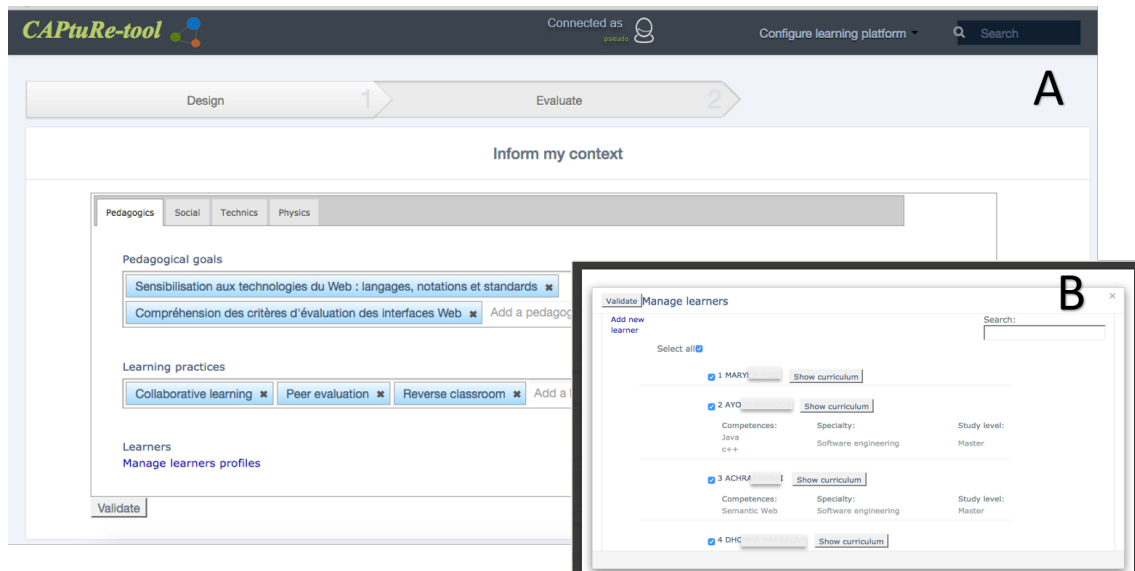 CAPtuRe-tool
Connected as
pseudo
Configure learning platform
Search
A
Design 1
Evaluate 2
Inform my context
Pedagogics Social Technics Physics
Pedagogical goals
Sensibilisation aux technologies du Web : langages, notations et standards ✖
Compréhension des critères d'évaluation des interfaces Web ✖ Add a pedagog
Learning practices
Collaborative learning ✖ Peer evaluation ✖ Reverse classroom ✖ Add a l
Learners
Manage learners profiles
Validate
B
Validate Manage learners ×
Add new
learner
Search:
Select all
1 MARY Show curriculum
2 AYO Show curriculum
Competences: Specialty: Study level:
Java
Software engineering Master
c++
3 ACHRA I Show curriculum
Competences: Specialty: Study level:
Semantic Web Software engineering Master
4 DHO Show curriculum